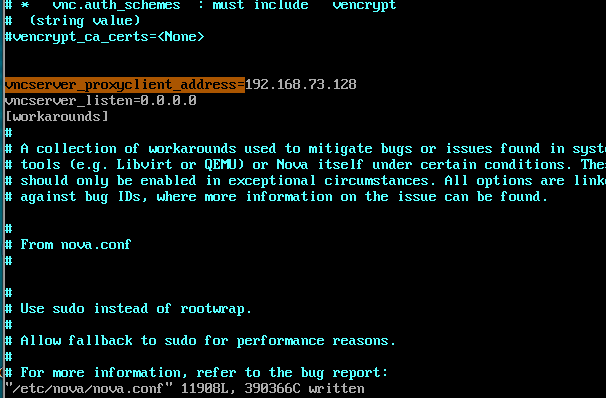 # *   vnc.auth_schemes  : must include  vencrypt
#  (string value)
#vencrypt_ca_certs=<None>
vncserver_proxyclient_address=192.168.73.128
vncserver_listen=0.0.0.0
[workarounds]
#
# A collection of workarounds used to mitigate bugs or issues found in syst
# tools (e.g. Libvirt or QEMU) or Nova itself under certain conditions. Thes
# should only be enabled in exceptional circumstances. All options are link
# against bug IDs, where more information on the issue can be found.
#
# From nova.conf
#
#
# Use sudo instead of rootwrap.
#
# Allow fallback to sudo for performance reasons.
#
# For more information, refer to the bug report:
"/etc/nova/nova.conf" 11908L, 390366C written